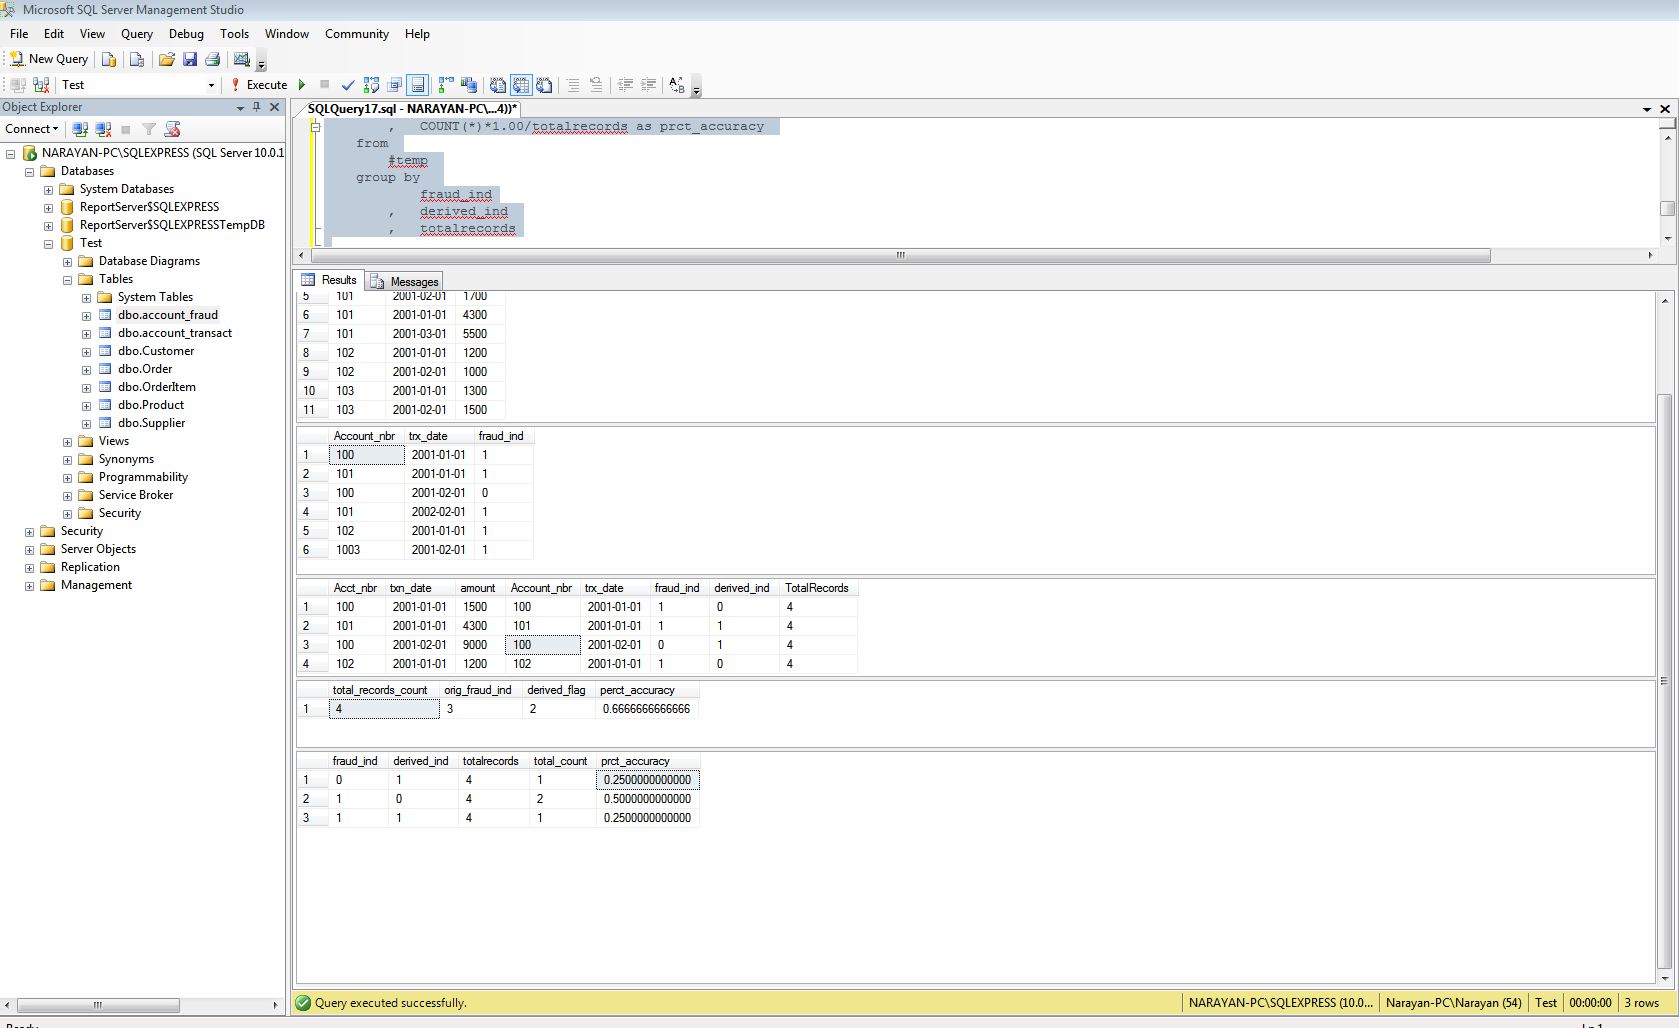 Microsoft SQL Server Management Studio
File Edit View Query Debug Tools Window Community Help
New Query
Test Execute
Object Explorer
Connect
NARAYAN-PC\SQLEXPRESS (SQL Server 10.0.1
Databases
System Databases
ReportServer$SQLEXPRESS
ReportServer$SQLEXPRESSTempDB
Test
Database Diagrams
Tables
System Tables
dbo.account_fraud
dbo.account_transact
dbo.Customer
dbo.Order
dbo.OrderItem
dbo.Product
dbo.Supplier
Views
Synonyms
Programmability
Service Broker
Security
Security
Server Objects
Replication
Management
SQLQuery17.sql - NARAYAN-PC\...4))*
, COUNT(*)*1.00/totalrecords as prct_accuracy
from
#temp
group by
fraud_ind
, derived_ind
, totalrecords
Results Messages
5 101 2001-02-01 1700
6 101 2001-01-01 4300
7 101 2001-03-01 5500
8 102 2001-01-01 1200
9 102 2001-02-01 1000
10 103 2001-01-01 1300
11 103 2001-02-01 1500
Account_nbr trx_date fraud_ind
1 100 2001-01-01 1
2 101 2001-01-01 1
3 100 2001-02-01 0
4 101 2002-02-01 1
5 102 2001-01-01 1
6 1003 2001-02-01 1
Acct_nbr txn_date amount Account_nbr trx_date fraud_ind derived_ind TotalRecords
1 100 2001-01-01 1500 100 2001-01-01 1 0 4
2 101 2001-01-01 4300 101 2001-01-01 1 1 4
3 100 2001-02-01 9000 100 2001-02-01 0 1 4
4 102 2001-01-01 1200 102 2001-01-01 1 0 4
total_records_count orig_fraud_ind derived_flag perct_accuracy
1 4 3 2 0.6666666666666
fraud_ind derived_ind totalrecords total_count prct_accuracy
1 0 1 4 1 0.2500000000000
2 1 0 4 2 0.5000000000000
3 1 1 4 1 0.2500000000000
Query executed successfully. NARAYAN-PC\SQLEXPRESS (10.0... Narayan-PC\Narayan (54) Test 00:00:00 3 rows